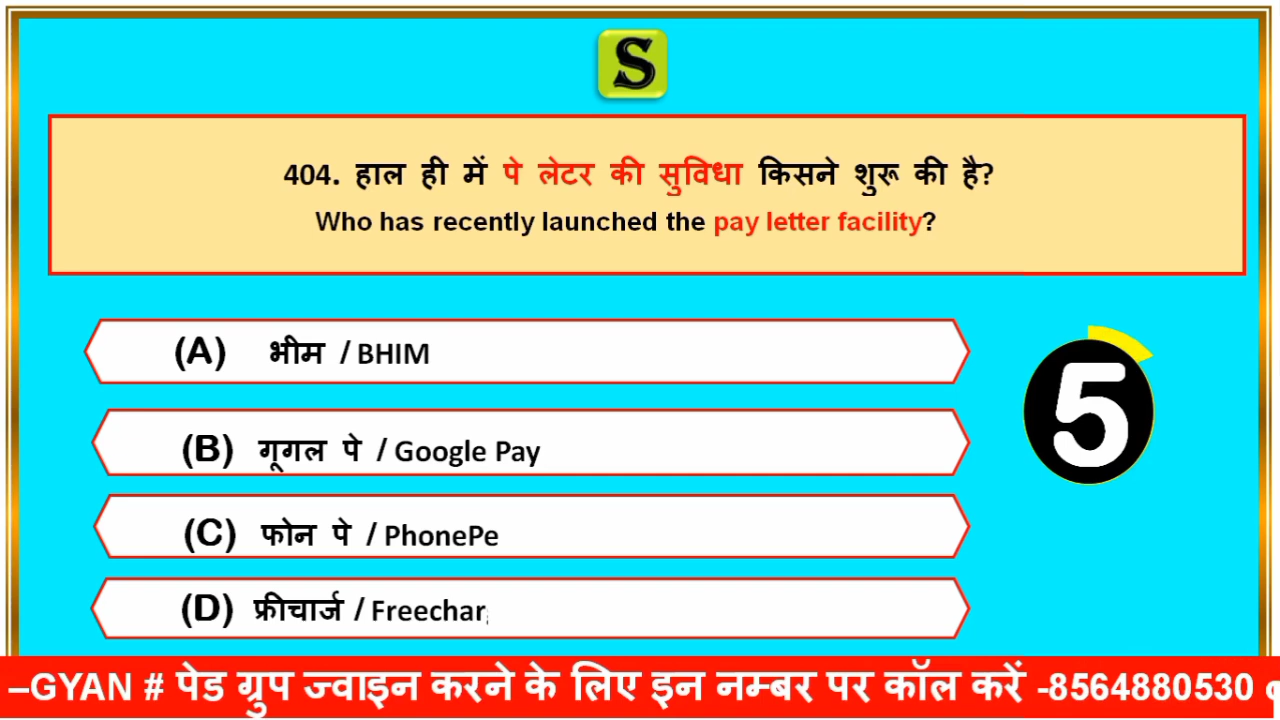 S
404. हाल ही में पे लेटर की सुविधा किसने शुरू की है?
Who has recently launched the pay letter facility?
(A) भीम / BHIM
(B) गूगल पे / Google Pay
(C) फोन पे / PhonePe
(D) फ्रीचार्ज / Freechar
5
–GYAN # पेड ग्रुप ज्वाइन करने के लिए इन नम्बर पर कॉल करें -8564880530